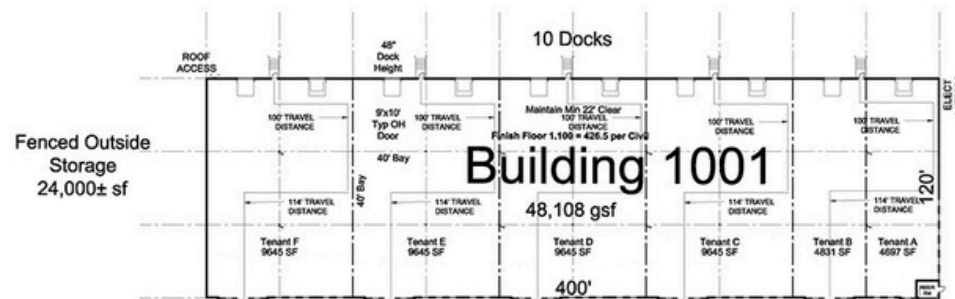 10 Docks
48"
Dock
Height
ROOF
ACCESS
ELECT
Maintain Min 22' Clear
9'x10'
Typ OH
Door
100' TRAVEL
DISTANCE
100' TRAVEL
DISTANCE
100' TRAVEL
DISTANCE
100' TRAVEL
DISTANCE
100' TRAVEL
DISTANCE
Finish Floor 1.100 = 426.5 per Civil
Fenced Outside
Storage
24,000± sf
40' Bay
40' Bay
Building 1001
120'
48,108 gsf
114' TRAVEL
DISTANCE
114' TRAVEL
DISTANCE
114' TRAVEL
DISTANCE
114' TRAVEL
DISTANCE
114' TRAVEL
DISTANCE
Tenant F
9645 SF
Tenant E
9645 SF
Tenant D
9645 SF
Tenant C
9645 SF
Tenant B
4831 SF
Tenant A
4697 SF
400'